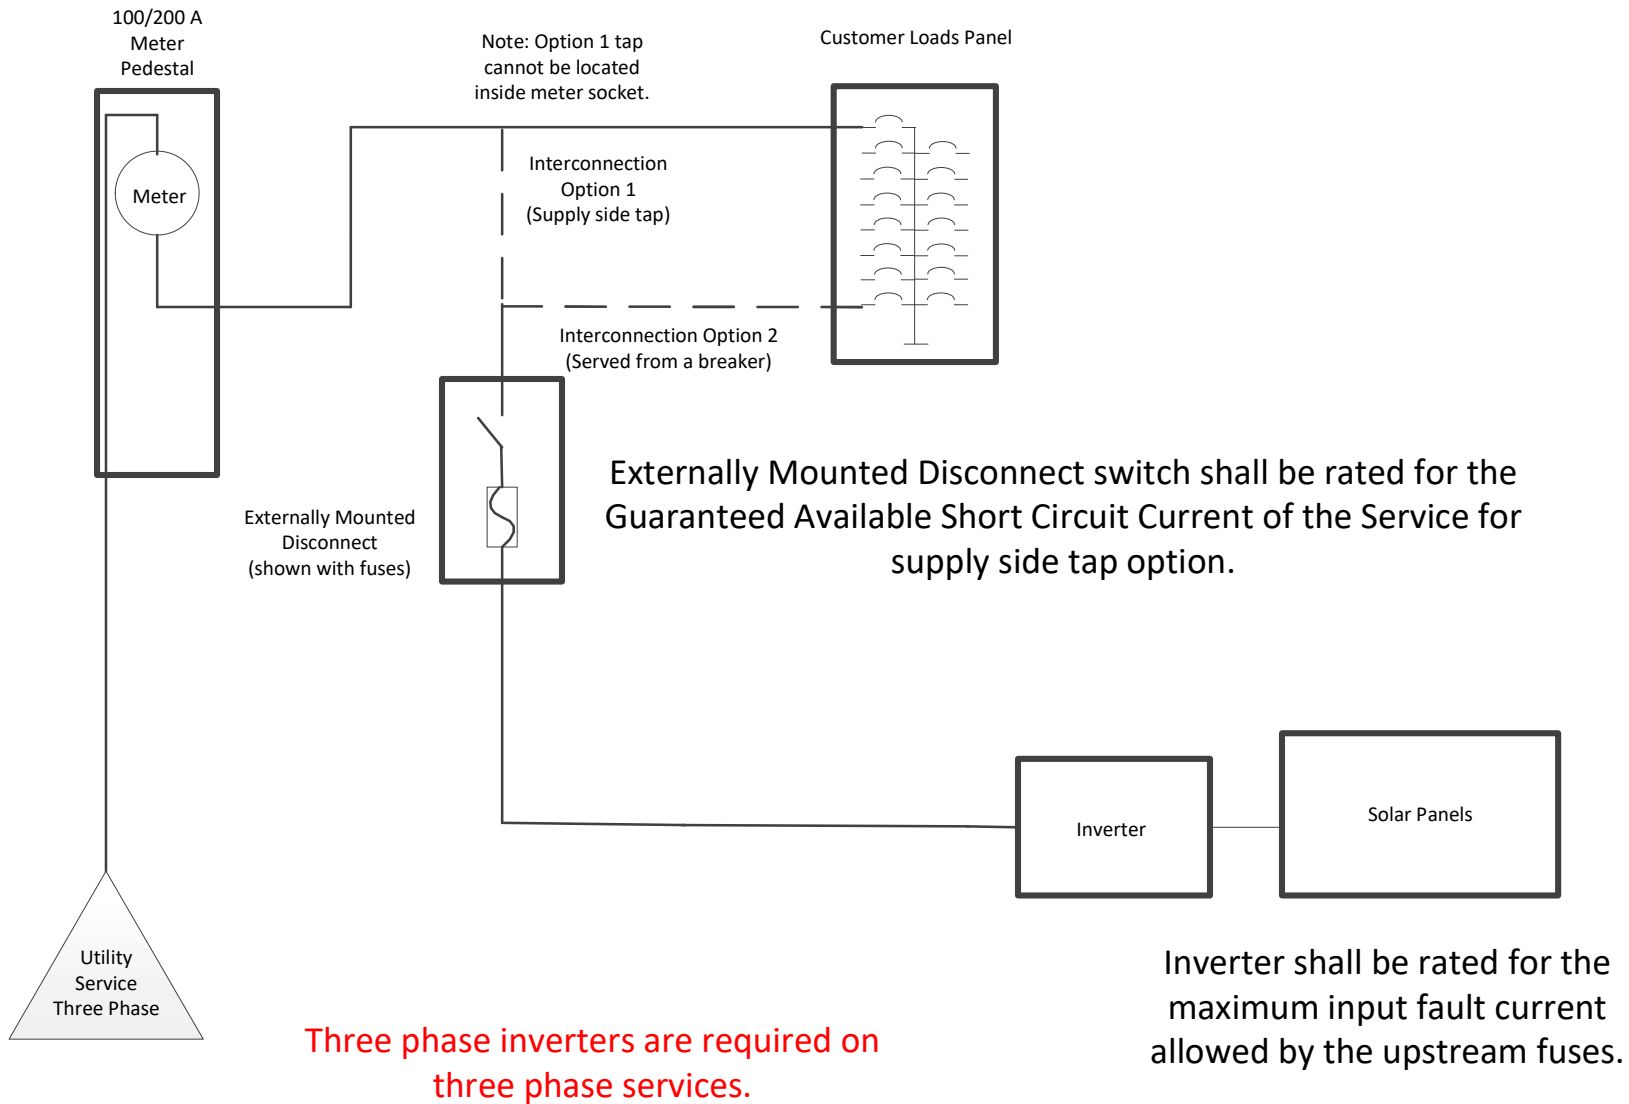 100/200 A
Meter
Pedestal
Note: Option 1 tap
cannot be located
inside meter socket.
Customer Loads Panel
Meter
Interconnection
Option 1
(Supply side tap)
Interconnection Option 2
(Served from a breaker)
Externally Mounted Disconnect switch shall be rated for the
Guaranteed Available Short Circuit Current of the Service for
supply side tap option.
Externally Mounted
Disconnect
(shown with fuses)
Inverter
Solar Panels
Utility
Service
Three Phase
Inverter shall be rated for the
maximum input fault current
allowed by the upstream fuses.
Three phase inverters are required on
three phase services.